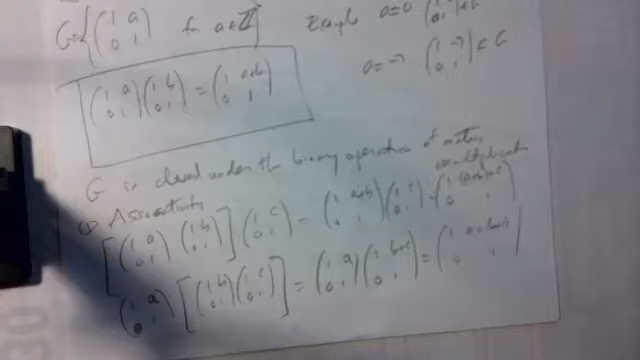 G={(1 a
0 1) for a∈ℤ} Example a=0 (1
0 1)∈G
a=-7 (1 -7
0 1)∈G
(1 a
0 1)(1 b
0 1)=(1 a+b
0 1)
G is closed under the binary operation of matrix
multiplication
① Associativity
[(1 a
0 1)(1 b
0 1)](1 c
0 1)=(1 a+b
0 1)(1 c
0 1)=(1 (a+b)+c
0 1)
(1 a
0 1)[(1 b
0 1)(1 c
0 1)]=(1 a
0 1)(1 b+c
0 1)=(1 a+(b+c)
0 1)